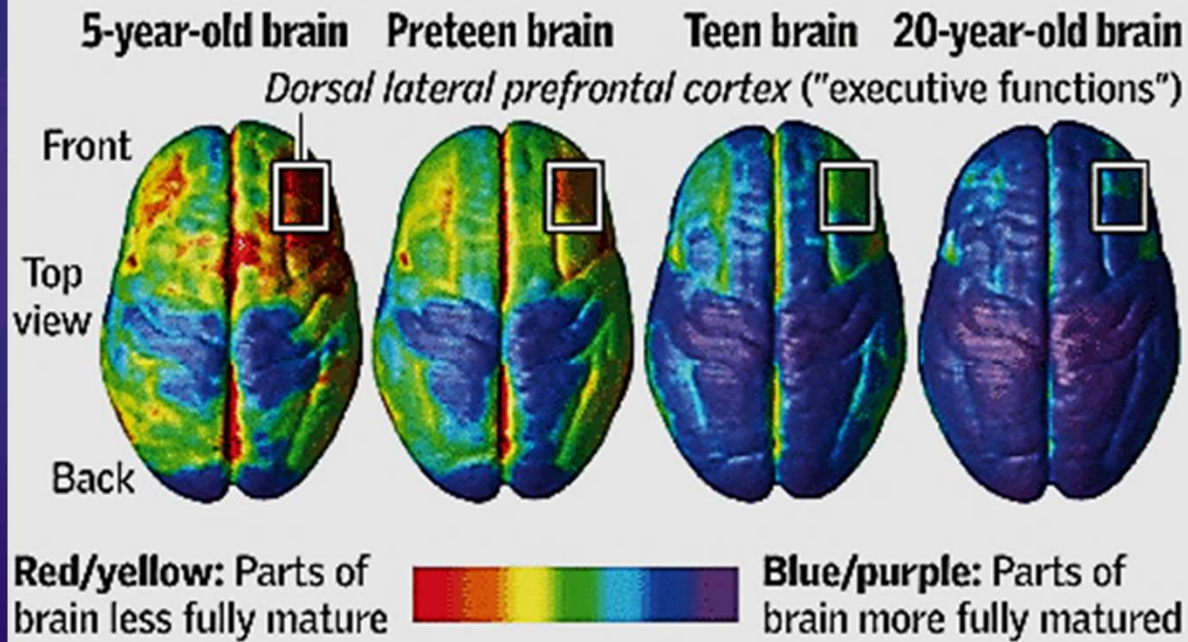 5-year-old brain Preteen brain Teen brain 20-year-old brain
Dorsal lateral prefrontal cortex ("executive functions")
Front
Top
view
Back
Red/yellow: Parts of
brain less fully mature
Blue/purple: Parts of
brain more fully matured